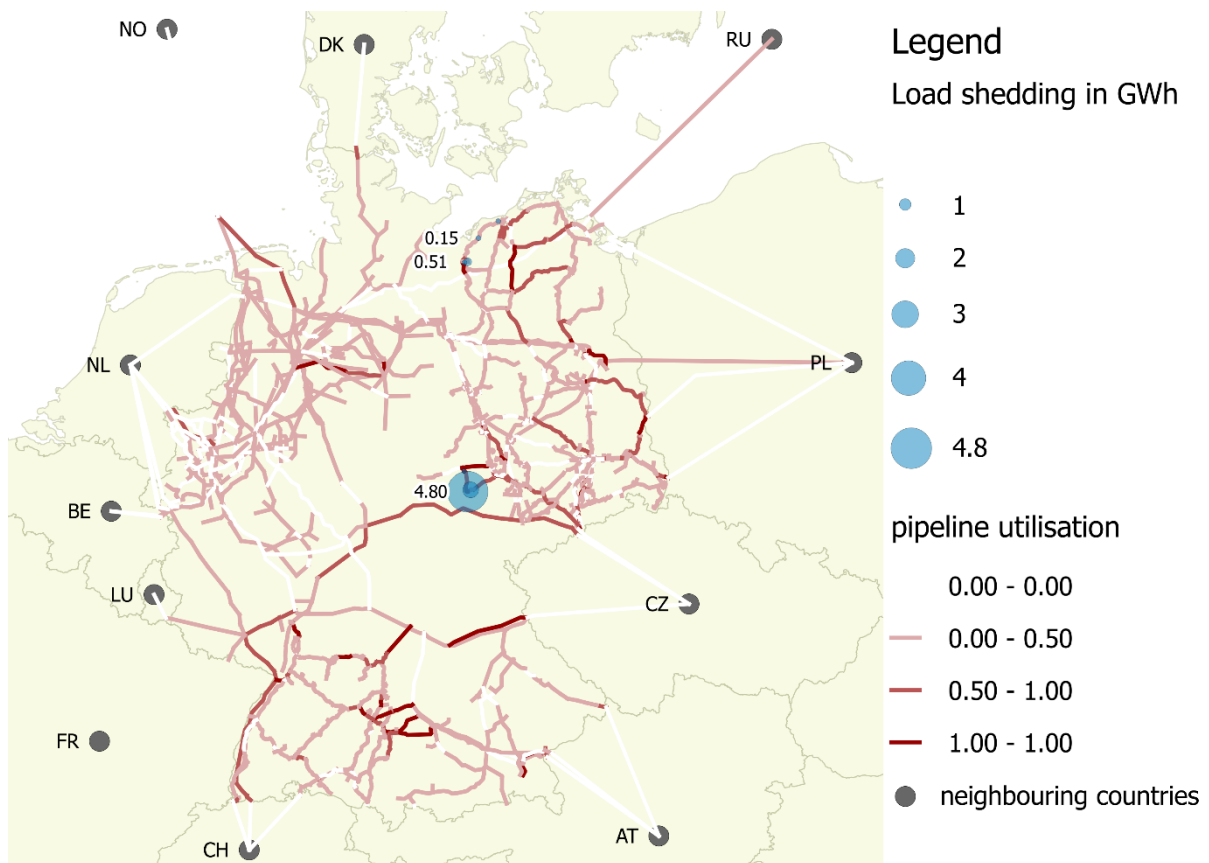 NO
DK
RU
0.15
0.51
NL
PL
4.80
BE
LU
CZ
FR
CH
AT
Legend
Load shedding in GWh
1
2
3
4
4.8
pipeline utilisation
0.00 - 0.00
0.00 - 0.50
0.50 - 1.00
1.00 - 1.00
neighbouring countries